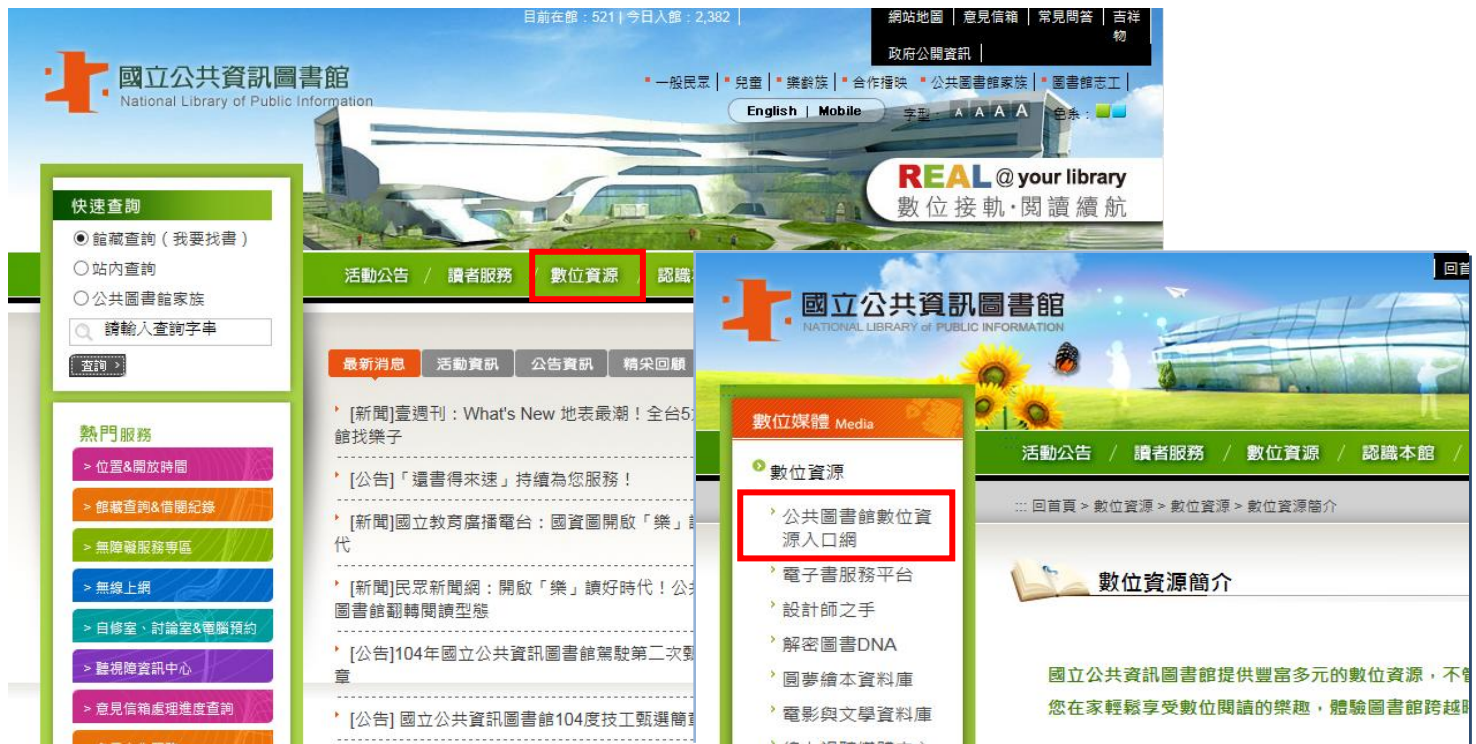 目前在館：521 | 今日入館：2,382 |
網站地圖 | 意見信箱 | 常見問答 | 吉祥物
政府公開資訊 |
國立公共資訊圖書館
National Library of Public Information
一般民眾 | 兒童 | 樂齡族 | 合作播映 公共圖書館家族 | 圖書館志工 |
English | Mobile
字型： A A A A 色系：
REAL @ your library
數位接軌・閱讀續航
快速查詢
館藏查詢（我要找書）
站內查詢
公共圖書館家族
請輸入查詢字串
查詢 >
熱門服務
> 位置&開放時間
> 館藏查詢&借閱紀錄
> 無障礙服務專區
> 無線上網
> 自修室、討論室&電腦預約
> 聽視障資訊中心
> 意見信箱處理進度查詢
活動公告 / 讀者服務 / 數位資源 / 認識
最新消息 活動資訊 公告資訊 精采回顧
[新聞]壹週刊：What's New 地表最潮！全台5
館找樂子
[公告]「還書得來速」持續為您服務！
[新聞]國立教育廣播電台：國資圖開啟「樂」
代
[新聞]民眾新聞網：開啟「樂」讀好時代！公共
圖書館翻轉閱讀型態
[公告]104年國立公共資訊圖書館駕駛第二次甄
章
[公告] 國立公共資訊圖書館104度技工甄選簡章
回首
國立公共資訊圖書館
NATIONAL LIBRARY of PUBLIC INFORMATION
數位媒體 Media
數位資源
公共圖書館數位資
源入口網
電子書服務平台
設計師之手
解密圖書DNA
圓夢繪本資料庫
電影與文學資料庫
活動公告 / 讀者服務 / 數位資源 / 認識本館 /
::: 回首頁 > 數位資源 > 數位資源 > 數位資源簡介
數位資源簡介
國立公共資訊圖書館提供豐富多元的數位資源，不管
您在家輕鬆享受數位閱讀的樂趣，體驗圖書館跨越